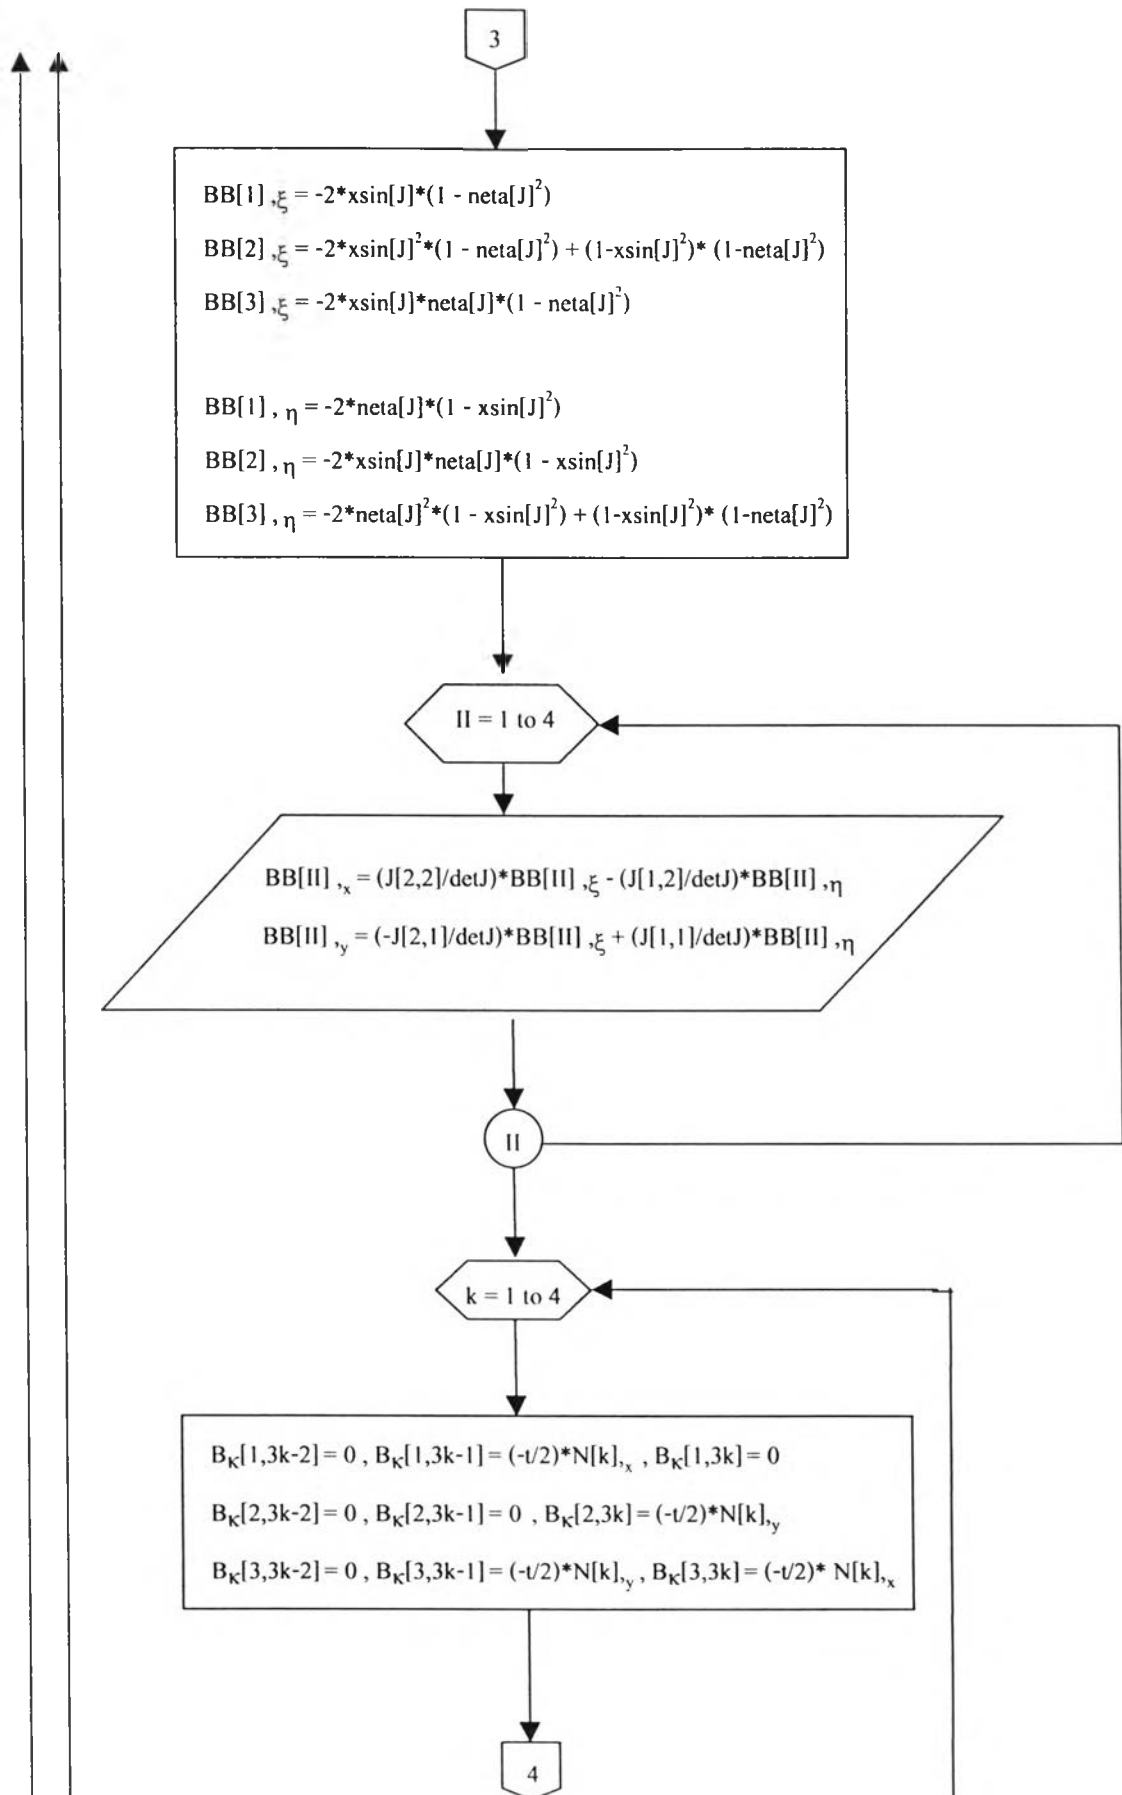 3
BB[1] ,ξ = -2*xsin[J]*(1 - neta[J]²)
BB[2] ,ξ = -2*xsin[J]²*(1 - neta[J]²) + (1-xsin[J]²)* (1-neta[J]²)
BB[3] ,ξ = -2*xsin[J]*neta[J]*(1 - neta[J]²)
BB[1] , η = -2*neta[J]*(1 - xsin[J]²)
BB[2] , η = -2*xsin[J]*neta[J]*(1 - xsin[J]²)
BB[3] , η = -2*neta[J]²*(1 - xsin[J]²) + (1-xsin[J]²)* (1-neta[J]²)
II = 1 to 4
BB[II] ,x = (J[2,2]/detJ)*BB[II] ,ξ - (J[1,2]/detJ)*BB[II] ,η
BB[II] ,y = (-J[2,1]/detJ)*BB[II] ,ξ + (J[1,1]/detJ)*BB[II] ,η
II
k = 1 to 4
BK[1,3k-2] = 0 , BK[1,3k-1] = (-t/2)*N[k],x , BK[1,3k] = 0
BK[2,3k-2] = 0 , BK[2,3k-1] = 0 , BK[2,3k] = (-t/2)*N[k],y
BK[3,3k-2] = 0 , BK[3,3k-1] = (-t/2)*N[k],y , BK[3,3k] = (-t/2)* N[k],x
4